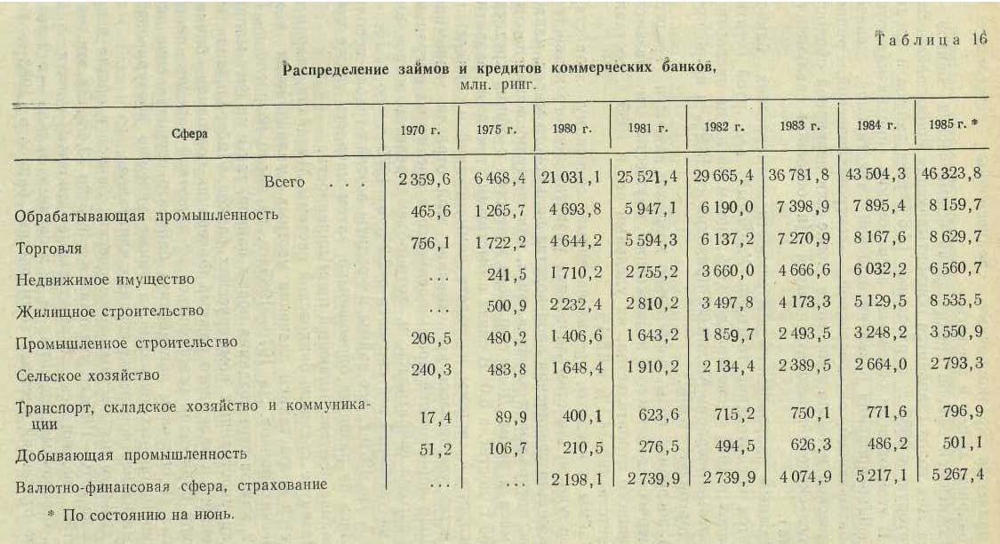 Таблица 16
Распределение займов и кредитов коммерческих банков,
млн. ринг.
Сфера 1970 г. 1975 г. 1980 г. 1981 г. 1982 г. 1983 г. 1984 г. 1985 г. *
Всего . . . 2 359,6 6 468,4 21 031,1 25 521,4 29 665,4 36 781,8 43 504,3 46 323,8
Обрабатывающая промышленность 465,6 1 265,7 4 693,8 5 947,1 6 190,0 7 398,9 7 895,4 8 159,7
Торговля 756,1 1 722,2 4 644,2 5 594,3 6 137,2 7 270,9 8 167,6 8 629,7
Недвижимое имущество ... 241,5 1 710,2 2 755,2 3 660,0 4 666,6 6 032,2 6 560,7
Жилищное строительство ... 500,9 2 232,4 2 810,2 3 497,8 4 173,3 5 129,5 8 535,5
Промышленное строительство 206,5 480,2 1 406,6 1 643,2 1 859,7 2 493,5 3 248,2 3 550,9
Сельское хозяйство 240,3 483,8 1 648,4 1 910,2 2 134,4 2 389,5 2 664,0 2 793,3
Транспорт, складское хозяйство и коммуника-
ции 17,4 89,9 400,1 623,6 715,2 750,1 771,6 796,9
Добывающая промышленность 51,2 106,7 210,5 276,5 494,5 626,3 486,2 501,1
Валютно-финансовая сфера, страхование ... ... 2 198,1 2 739,9 2 739,9 4 074,9 5 217,1 5 267,4
* По состоянию на июнь.